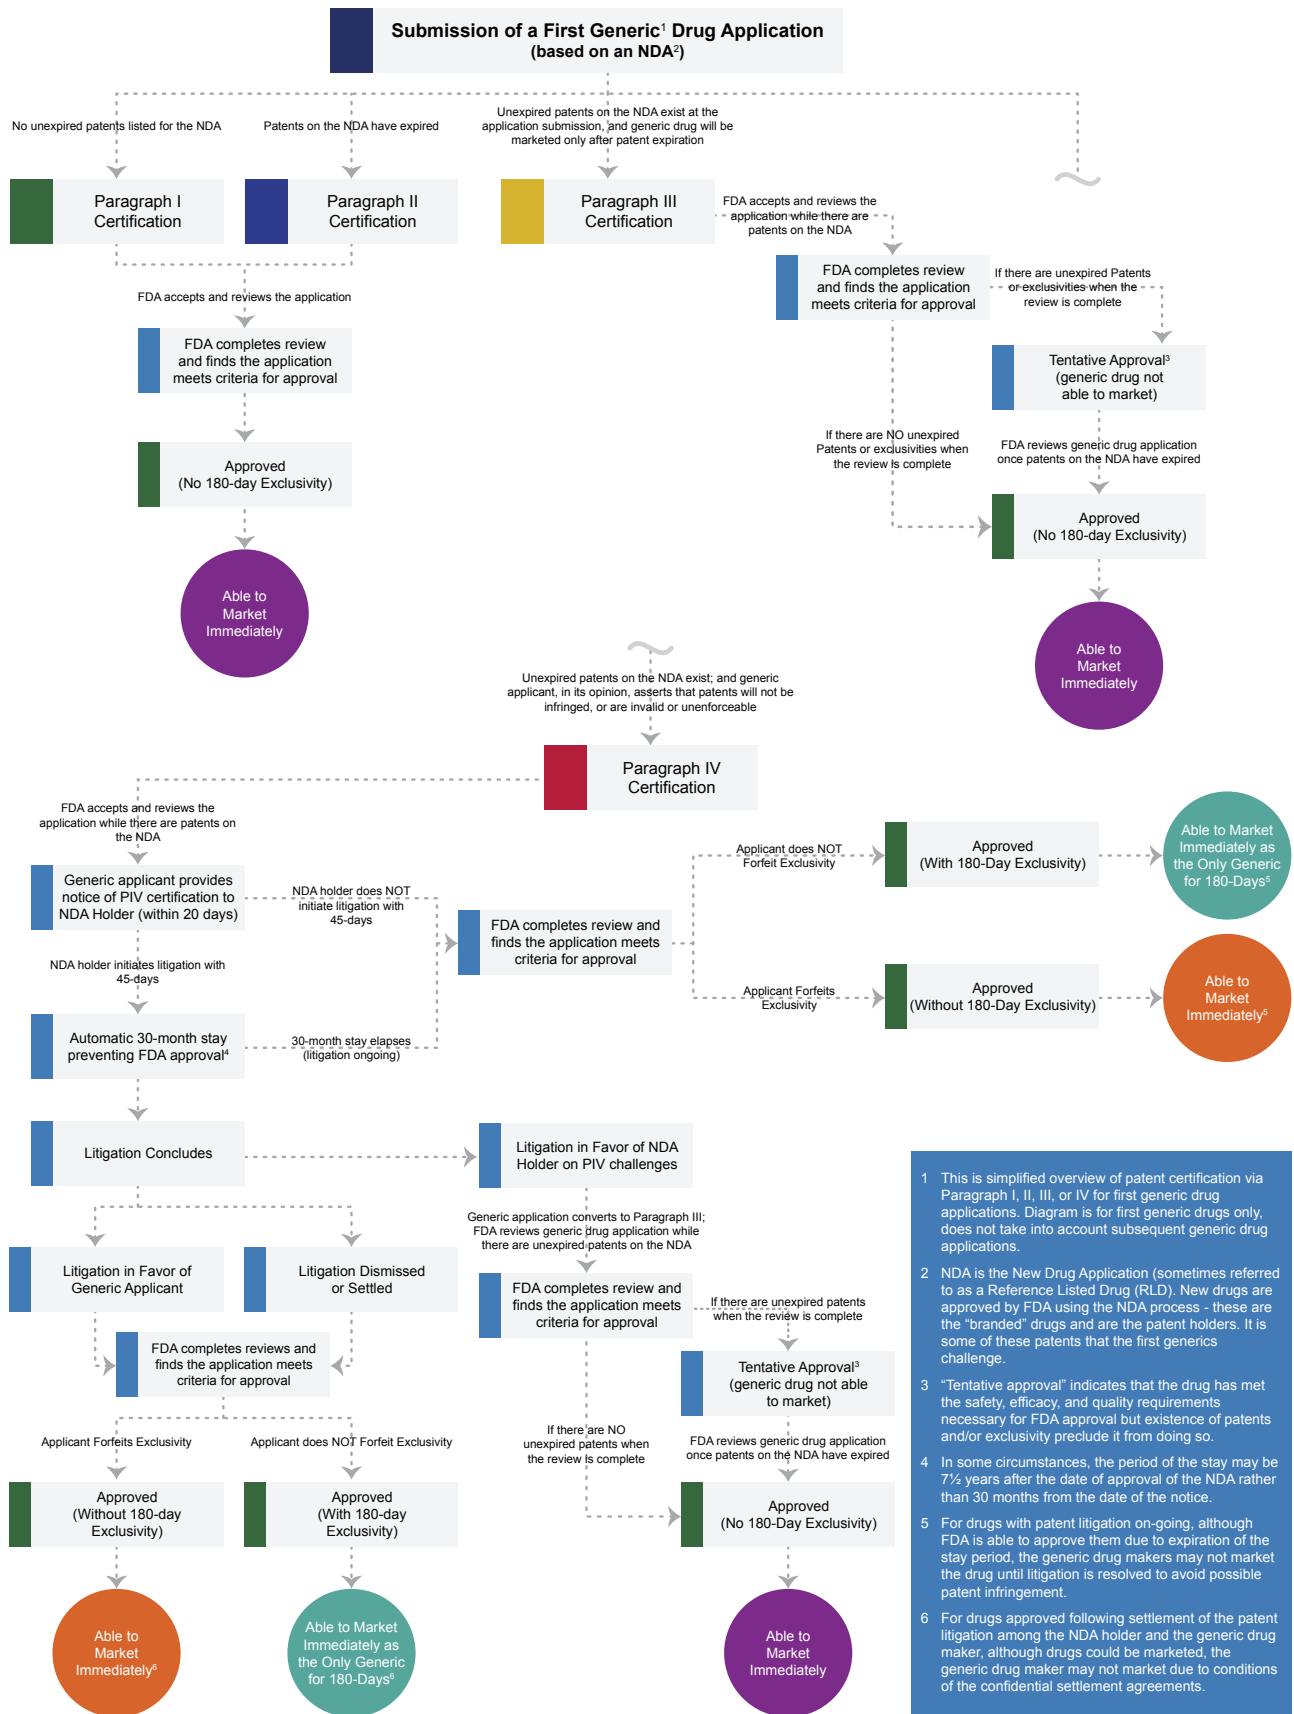 Submission of a First Generic¹ Drug Application
(based on an NDA²)
No unexpired patents listed for the NDA
Patents on the NDA have expired
Unexpired patents on the NDA exist at the
application submission, and generic drug will be
marketed only after patent expiration
Paragraph I
Certification
Paragraph II
Certification
Paragraph III
Certification
FDA accepts and reviews the
application while there are
patents on the NDA
FDA accepts and reviews the application
FDA completes review
and finds the application
meets criteria for approval
If there are unexpired Patents
or exclusivities when the
review is complete
FDA completes review
and finds the application
meets criteria for approval
Tentative Approval³
(generic drug not
able to market)
If there are NO unexpired
Patents or exclusivities when
the review is complete
FDA reviews generic drug application
once patents on the NDA have expired
Approved
(No 180-day Exclusivity)
Approved
(No 180-day Exclusivity)
Able to
Market
Immediately
Able to
Market
Immediately
Unexpired patents on the NDA exist; and generic
applicant, in its opinion, asserts that patents will not be
infringed, or are invalid or unenforceable
Paragraph IV
Certification
FDA accepts and reviews the
application while there are patents on
the NDA
Generic applicant provides
notice of PIV certification to
NDA Holder (within 20 days)
NDA holder does NOT
initiate litigation with
45-days
FDA completes review and
finds the application meets
criteria for approval
Applicant does NOT
Forfeit Exclusivity
Approved
(With 180-Day Exclusivity)
Able to Market
Immediately as
the Only Generic
for 180-Days⁵
NDA holder initiates litigation with
45-days
Applicant Forfeits
Exclusivity
Approved
(Without 180-Day Exclusivity)
Able to
Market
Immediately⁵
Automatic 30-month stay
preventing FDA approval⁴
30-month stay elapses
(litigation ongoing)
Litigation Concludes
Litigation in Favor of NDA
Holder on PIV challenges
Generic application converts to Paragraph III;
FDA reviews generic drug application while
there are unexpired patents on the NDA
Litigation in Favor of
Generic Applicant
Litigation Dismissed
or Settled
FDA completes review and
finds the application meets
criteria for approval
If there are unexpired patents
when the review is complete
FDA completes reviews and
finds the application meets
criteria for approval
Tentative Approval³
(generic drug not able
to market)
Applicant Forfeits Exclusivity
Applicant does NOT Forfeit Exclusivity
If there are NO
unexpired patents when
the review is complete
FDA reviews generic drug application
once patents on the NDA have expired
Approved
(Without 180-day
Exclusivity)
Approved
(With 180-day
Exclusivity)
Approved
(No 180-Day Exclusivity)
Able to
Market
Immediately⁶
Able to Market
Immediately as
the Only Generic
for 180-Days⁶
Able to
Market
Immediately
1 This is simplified overview of patent certification via
Paragraph I, II, III, or IV for first generic drug
applications. Diagram is for first generic drugs only,
does not take into account subsequent generic drug
applications.
2 NDA is the New Drug Application (sometimes referred
to as a Reference Listed Drug (RLD). New drugs are
approved by FDA using the NDA process - these are
the “branded” drugs and are the patent holders. It is
some of these patents that the first generics
challenge.
3 “Tentative approval” indicates that the drug has met
the safety, efficacy, and quality requirements
necessary for FDA approval but existence of patents
and/or exclusivity preclude it from doing so.
4 In some circumstances, the period of the stay may be
7½ years after the date of approval of the NDA rather
than 30 months from the date of the notice.
5 For drugs with patent litigation on-going, although
FDA is able to approve them due to expiration of the
stay period, the generic drug makers may not market
the drug until litigation is resolved to avoid possible
patent infringement.
6 For drugs approved following settlement of the patent
litigation among the NDA holder and the generic drug
maker, although drugs could be marketed, the
generic drug maker may not market due to conditions
of the confidential settlement agreements.